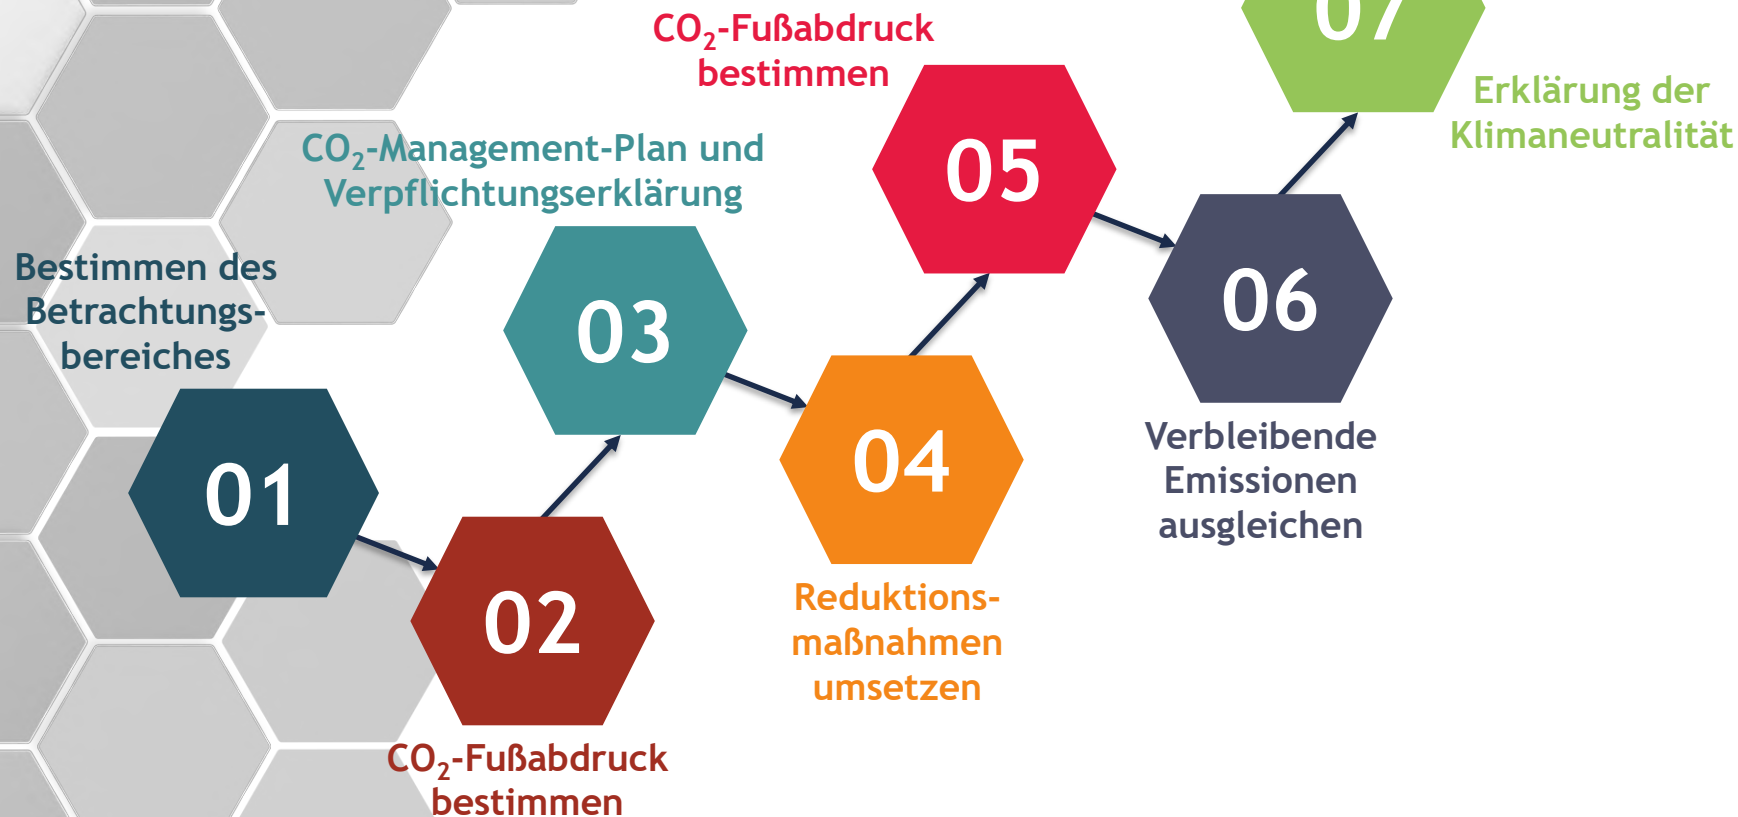 Bestimmen des
Betrachtungs-
bereiches
01
02
CO₂-Fußabdruck
bestimmen
CO₂-Management-Plan und
Verpflichtungserklärung
03
04
Reduktions-
maßnahmen
umsetzen
CO₂-Fußabdruck
bestimmen
05
06
Verbleibende
Emissionen
ausgleichen
07
Erklärung der
Klimaneutralität